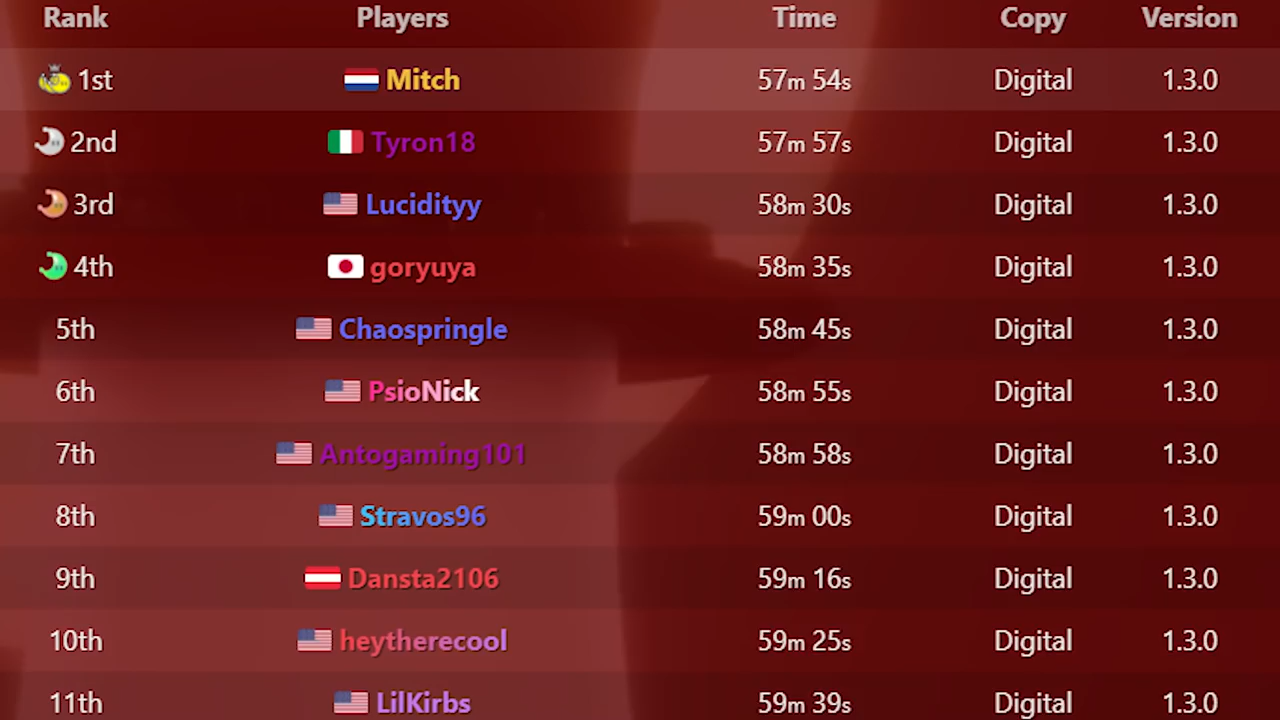 Rank Players Time Copy Version
1st Mitch 57m 54s Digital 1.3.0
2nd Tyron18 57m 57s Digital 1.3.0
3rd Lucidityy 58m 30s Digital 1.3.0
4th goryuya 58m 35s Digital 1.3.0
5th Chaospringle 58m 45s Digital 1.3.0
6th PsioNick 58m 55s Digital 1.3.0
7th Antogaming101 58m 58s Digital 1.3.0
8th Stravos96 59m 00s Digital 1.3.0
9th Dansta2106 59m 16s Digital 1.3.0
10th heytherecool 59m 25s Digital 1.3.0
11th LilKirbs 59m 39s Digital 1.3.0